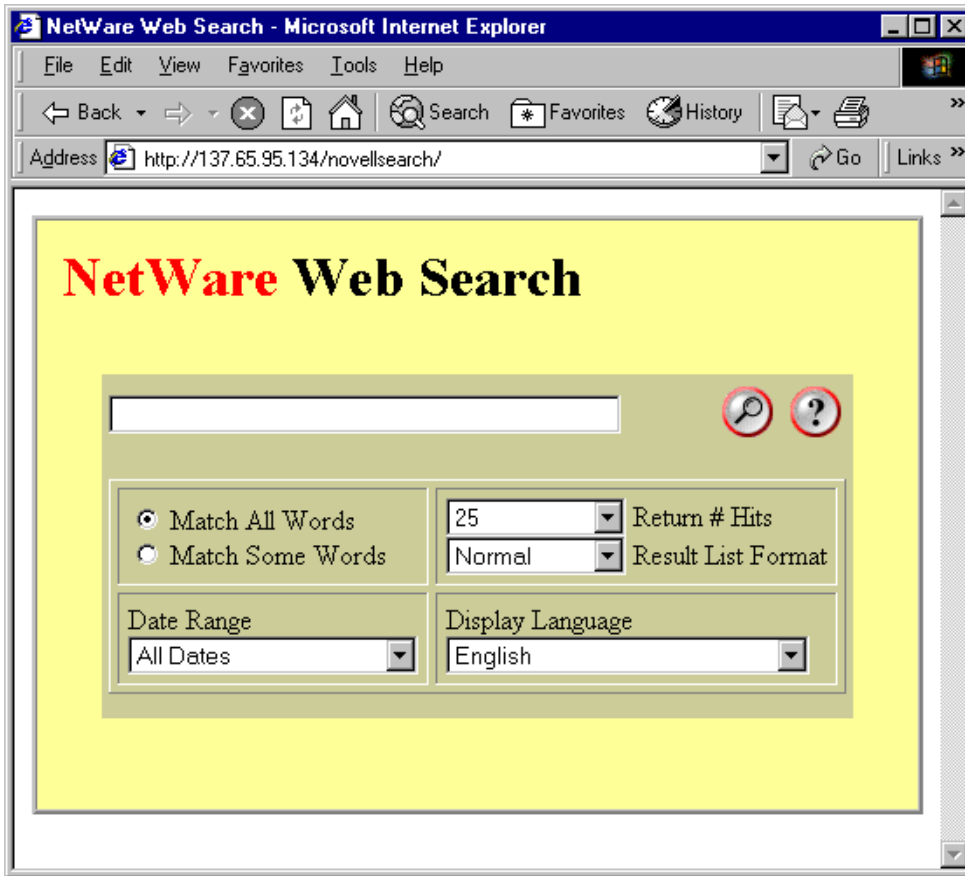 NetWare Web Search - Microsoft Internet Explorer
File Edit View Favorites Tools Help
Back Search Favorites History »
Address http://137.65.95.134/novellsearch/ Go Links »
NetWare Web Search
?
Match All Words
Match Some Words
25 Return # Hits
Normal Result List Format
Date Range
All Dates
Display Language
English